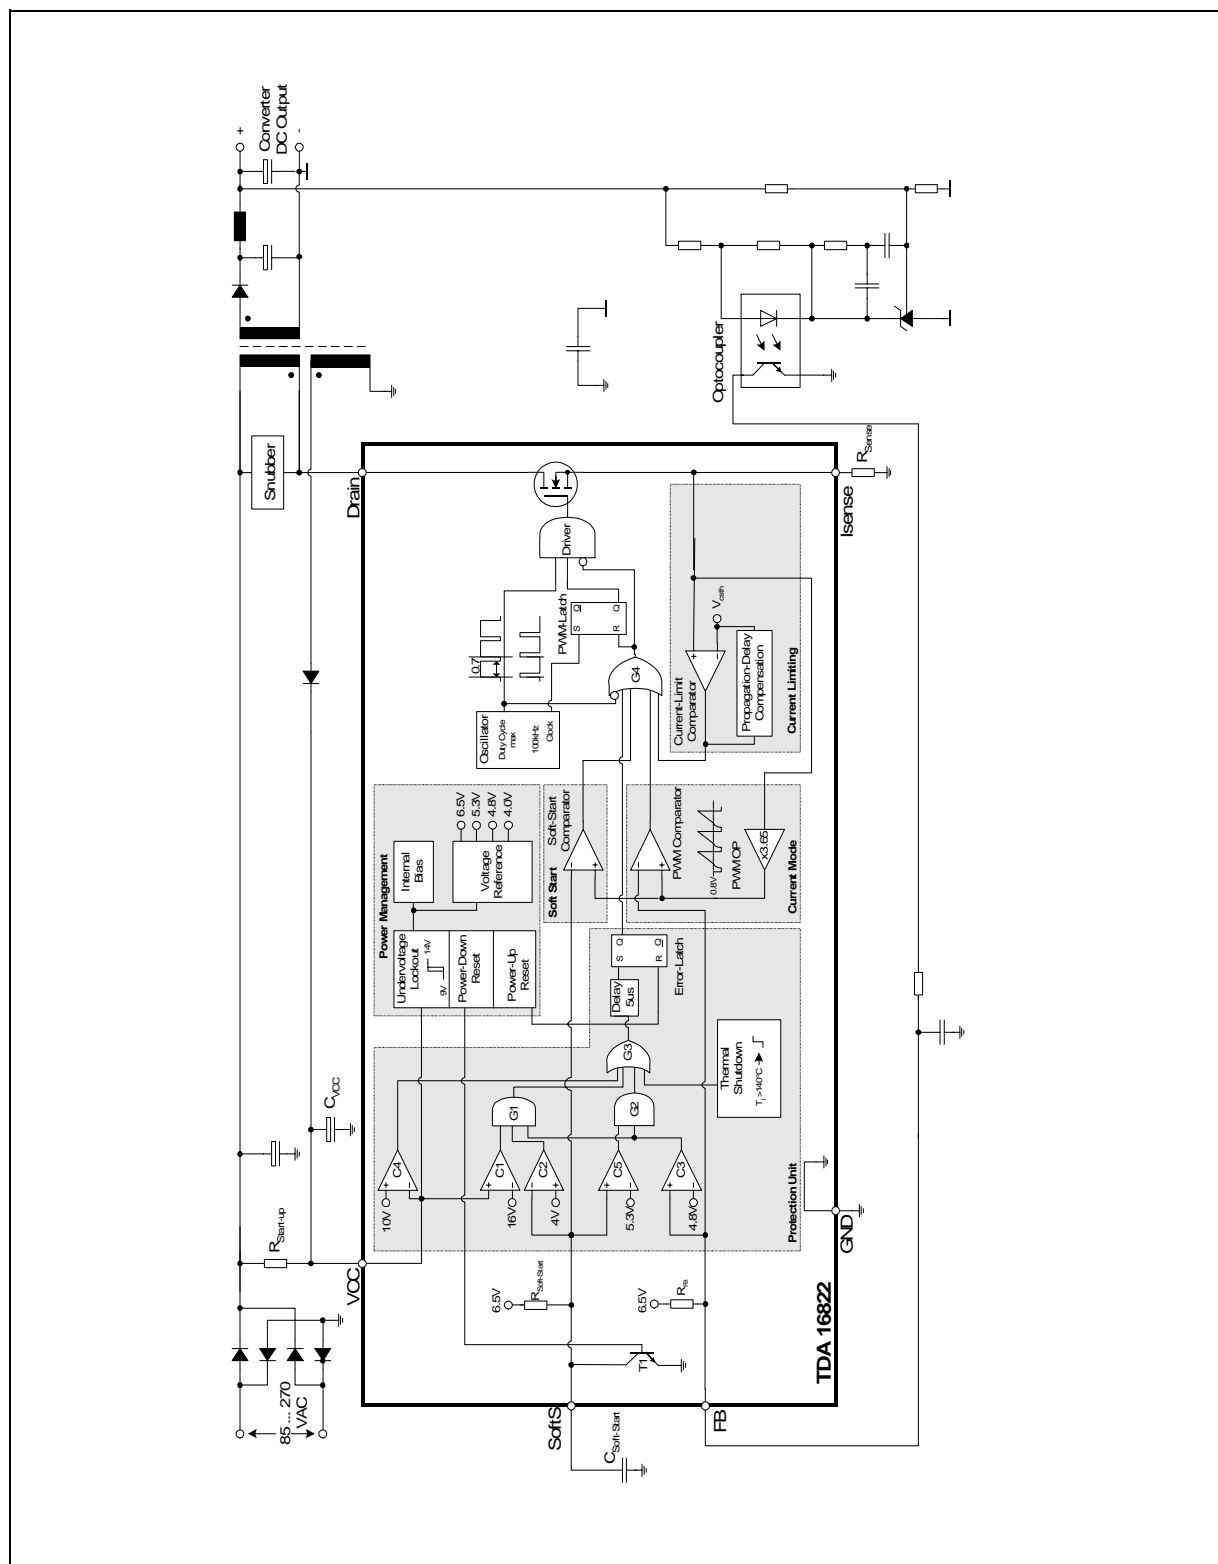 85 ... 270
VAC
R Start-up
C VCC
Snubber
+
Converter
DC Output
-
VCC
Drain
Power Management
Undervoltage
Lockout
14V
9V
Power-Down
Reset
Power-Up
Reset
Internal
Bias
Voltage
Reference
6.5V
5.3V
4.8V
4.0V
Oscillator
Duty Cycle
max
100kHz
Clock
0.7
PWM-Latch
S
Q
R
Q
Driver
G4
10V
+
-
C4
16V
+
-
C1
4V
-
+
C2
5.3V
+
-
C5
4.8V
+
-
C3
G1
G2
G3
Delay
5us
S
Q
R
Q
Error-Latch
Thermal
Shutdown
Tj >140°C
Protection Unit
Soft Start
Soft-Start
Comparator
-
+
PWM Comparator
-
+
0.8V
PWM OP
x3.65
Current Mode
Current-Limit
Comparator
+
-
Vcsth
Propagation-Delay
Compensation
Current Limiting
6.5V
R Soft-Start
6.5V
R FB
T1
SoftS
C Soft-Start
FB
TDA 16822
GND
Isense
R Sense
Optocoupler